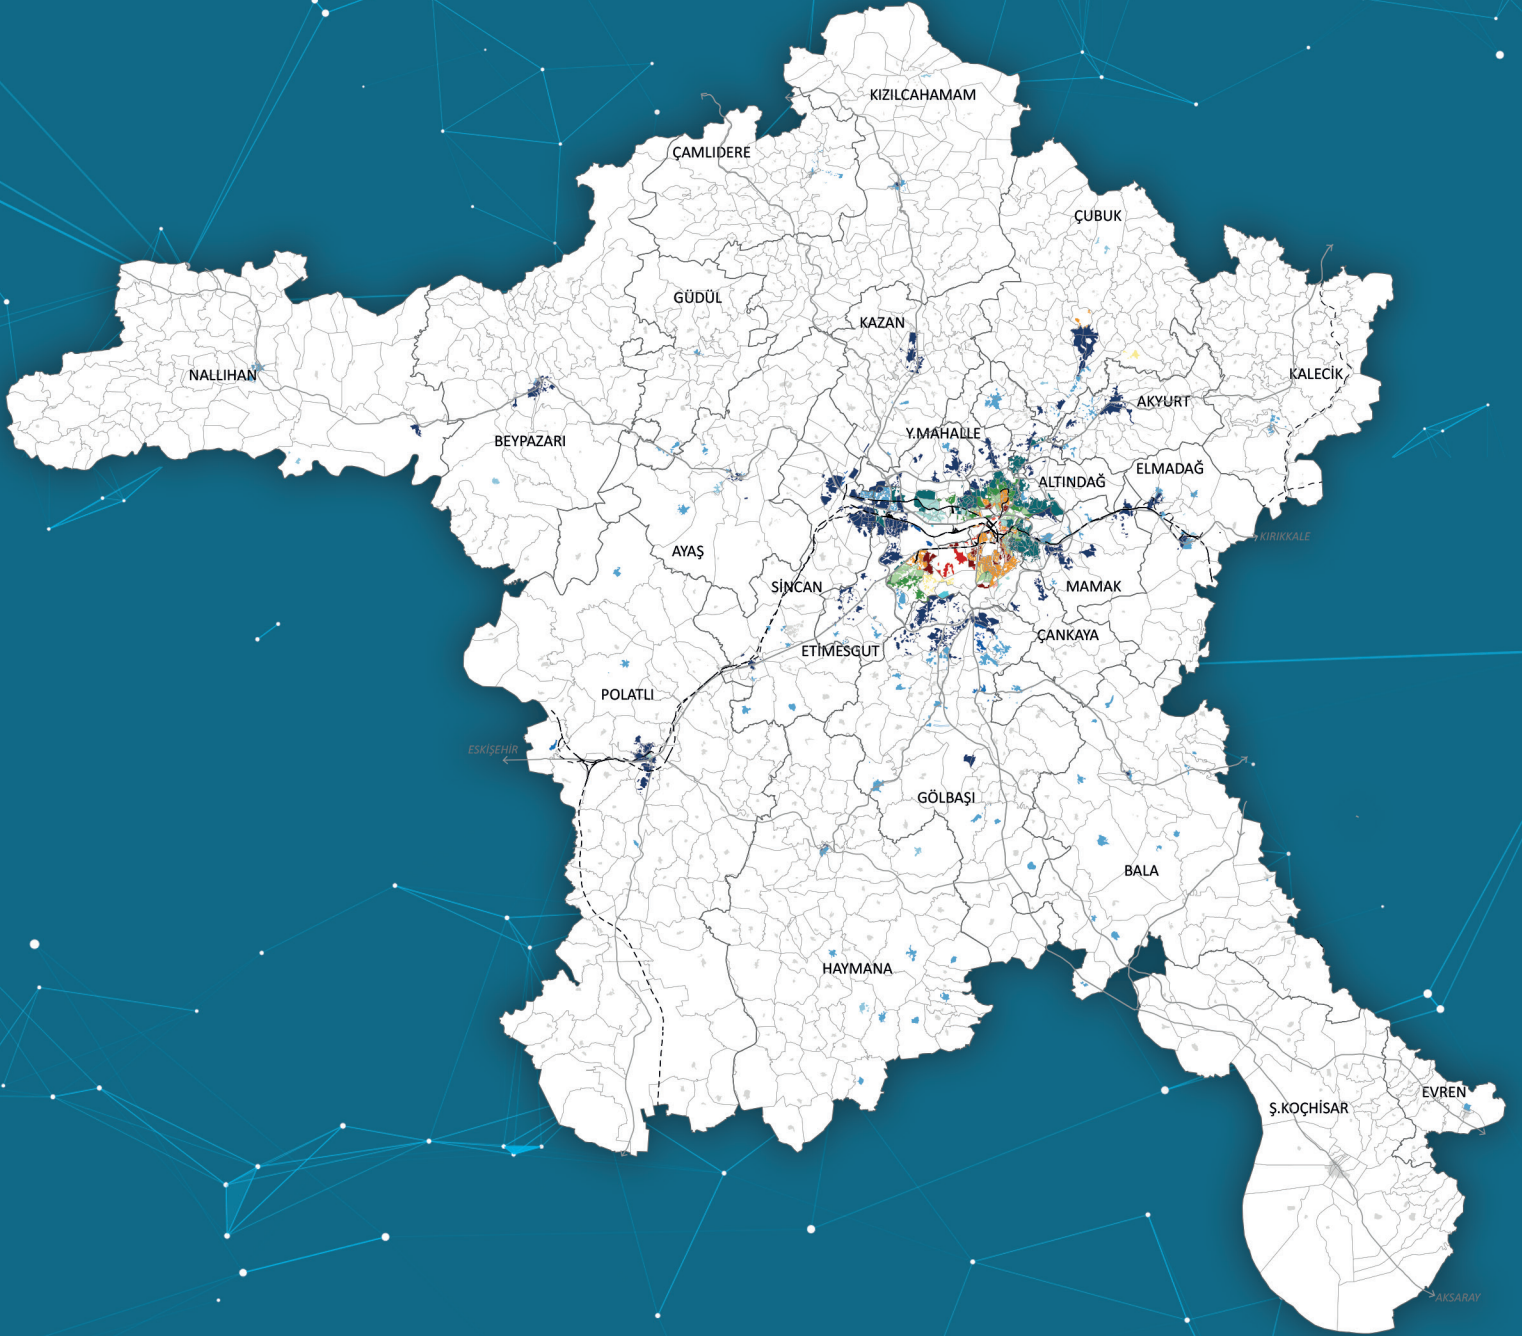 KIZILCAHAMAM
ÇAMLIDERE
ÇUBUK
GÜDÜL
KAZAN
NALLIHAN
KALECİK
AKYURT
Y.MAHALLE
BEYPAZARI
ELMADAĞ
ALTINDAĞ
KIRIKKALE
AYAŞ
SİNCAN
MAMAK
ÇANKAYA
ETİMESGUT
POLATLI
ESKİŞEHİR
GÖLBAŞI
BALA
HAYMANA
EVREN
Ş.KOÇHİSAR
AKSARAY